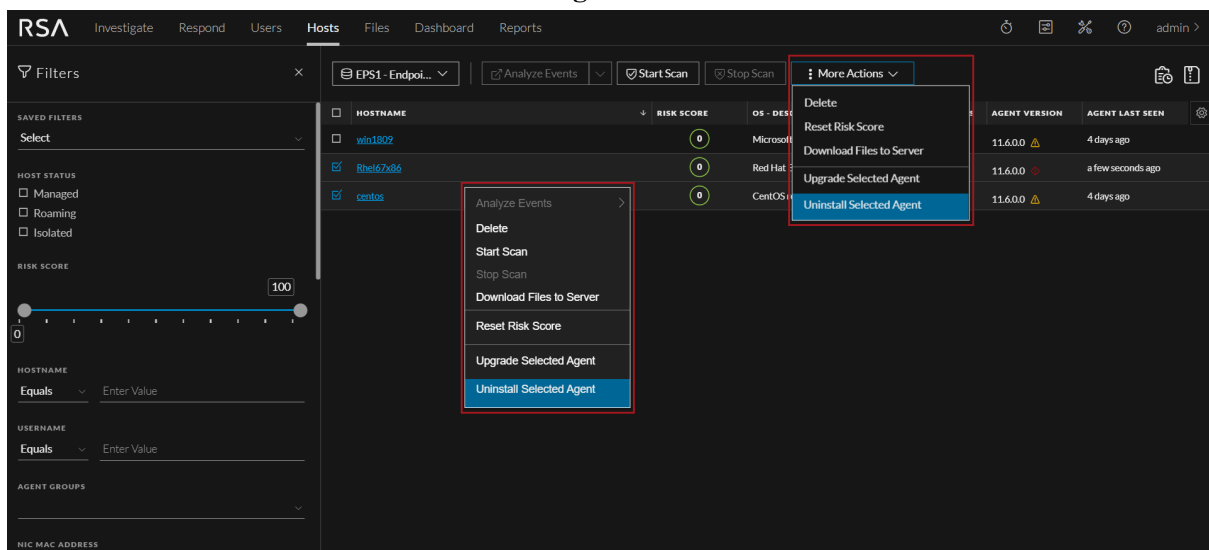 RSA Investigate Respond Users Hosts Files Dashboard Reports admin >
Filters ×
EPS1 - Endpoi... Analyze Events Start Scan Stop Scan More Actions
SAVED FILTERS
Select
HOST STATUS
Managed
Roaming
Isolated
RISK SCORE
100
0
HOSTNAME
Equals Enter Value
USERNAME
Equals Enter Value
AGENT GROUPS
NIC MAC ADDRESS
HOSTNAME RISK SCORE OS - DES AGENT VERSION AGENT LAST SEEN
win1809 0 Microsoft 11.6.0.0 4 days ago
Rhel67x86 0 Red Hat 11.6.0.0 a few seconds ago
centos 0 CentOS 11.6.0.0 4 days ago
Analyze Events >
Delete
Start Scan
Stop Scan
Download Files to Server
Reset Risk Score
Upgrade Selected Agent
Uninstall Selected Agent
Delete
Reset Risk Score
Download Files to Server
Upgrade Selected Agent
Uninstall Selected Agent